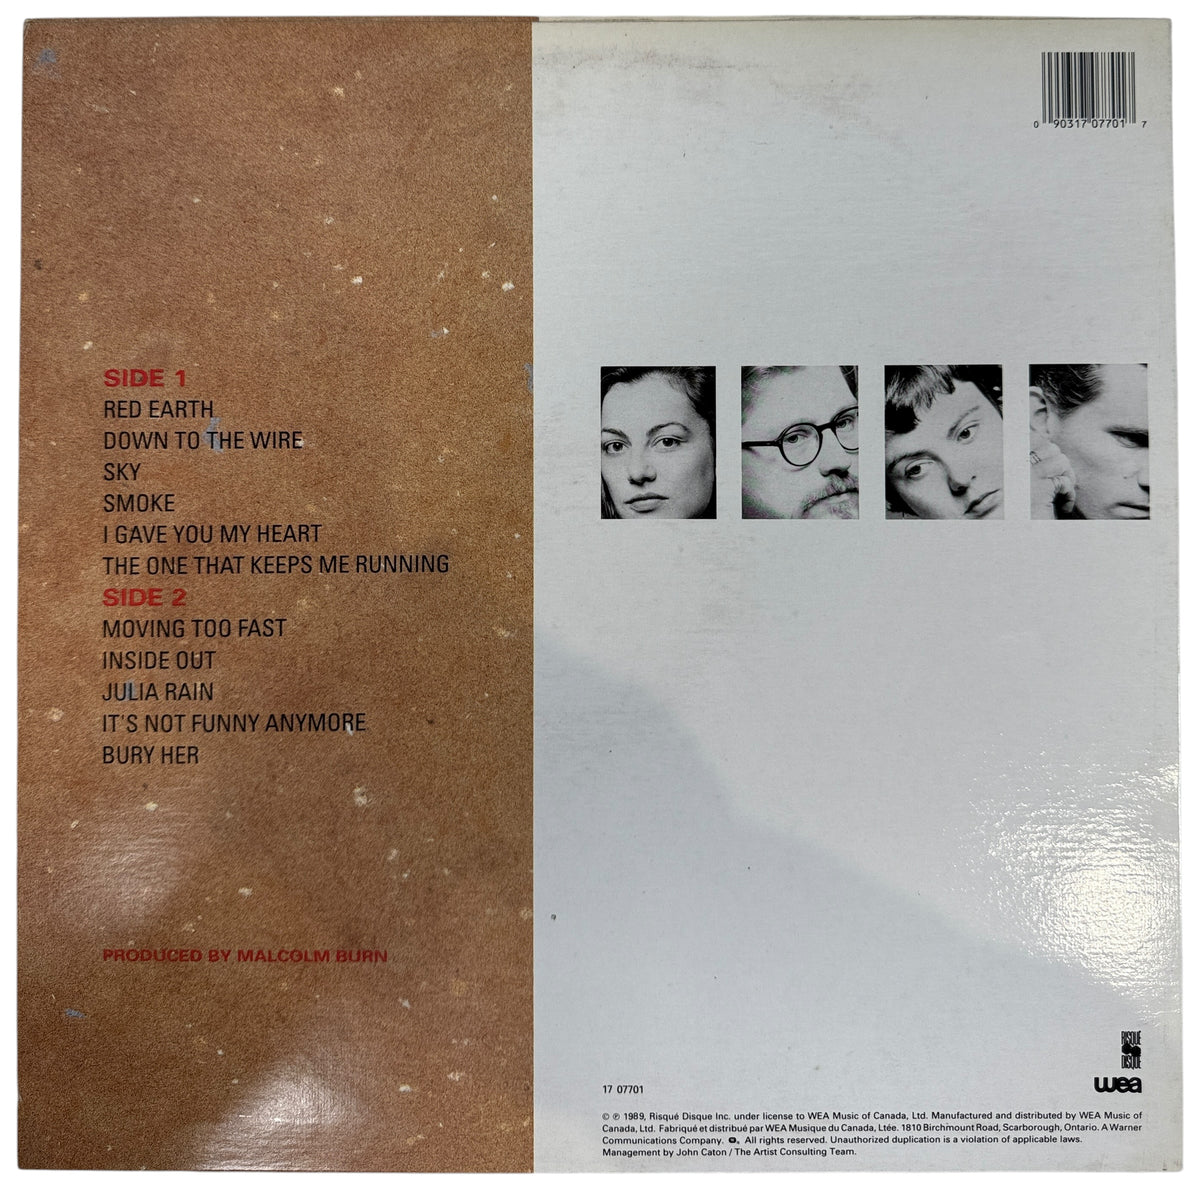 SIDE 1
RED EARTH
DOWN TO THE WIRE
SKY
SMOKE
I GAVE YOU MY HEART
THE ONE THAT KEEPS ME RUNNING
SIDE 2
MOVING TOO FAST
INSIDE OUT
JULIA RAIN
IT'S NOT FUNNY ANYMORE
BURY HER
PRODUCED BY MALCOLM BURN
0 90317 07701 7
RISQUÉ
DISQUE
wea
17 07701
© ℗ 1989, Risqué Disque Inc. under license to WEA Music of Canada, Ltd. Manufactured and distributed by WEA Music of
Canada, Ltd. Fabriqué et distribué par WEA Musique du Canada, Ltée. 1810 Birchmount Road, Scarborough, Ontario. A Warner
Communications Company. All rights reserved. Unauthorized duplication is a violation of applicable laws.
Management by John Caton / The Artist Consulting Team.